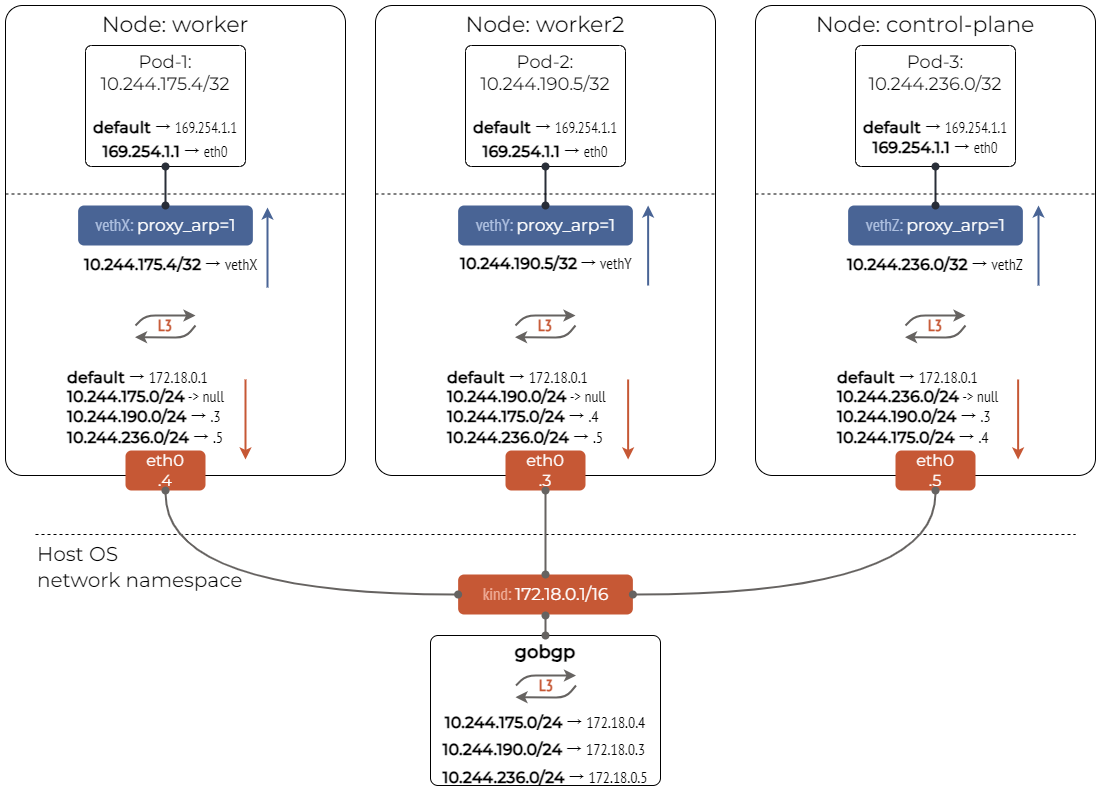 Node: worker
Pod-1:
10.244.175.4/32
default → 169.254.1.1
169.254.1.1 → eth0
vethX: proxy_arp=1
10.244.175.4/32 → vethX
L3
default → 172.18.0.1
10.244.175.0/24 -> null
10.244.190.0/24 → .3
10.244.236.0/24 → .5
eth0
.4
Node: worker2
Pod-2:
10.244.190.5/32
default → 169.254.1.1
169.254.1.1 → eth0
vethY: proxy_arp=1
10.244.190.5/32 → vethY
L3
default → 172.18.0.1
10.244.190.0/24 -> null
10.244.175.0/24 → .4
10.244.236.0/24 → .5
eth0
.3
Node: control-plane
Pod-3:
10.244.236.0/32
default → 169.254.1.1
169.254.1.1 → eth0
vethZ: proxy_arp=1
10.244.236.0/32 → vethZ
L3
default → 172.18.0.1
10.244.236.0/24 -> null
10.244.190.0/24 → .3
10.244.175.0/24 → .4
eth0
.5
Host OS
network namespace
kind: 172.18.0.1/16
gobgp
L3
10.244.175.0/24 → 172.18.0.4
10.244.190.0/24 → 172.18.0.3
10.244.236.0/24 → 172.18.0.5